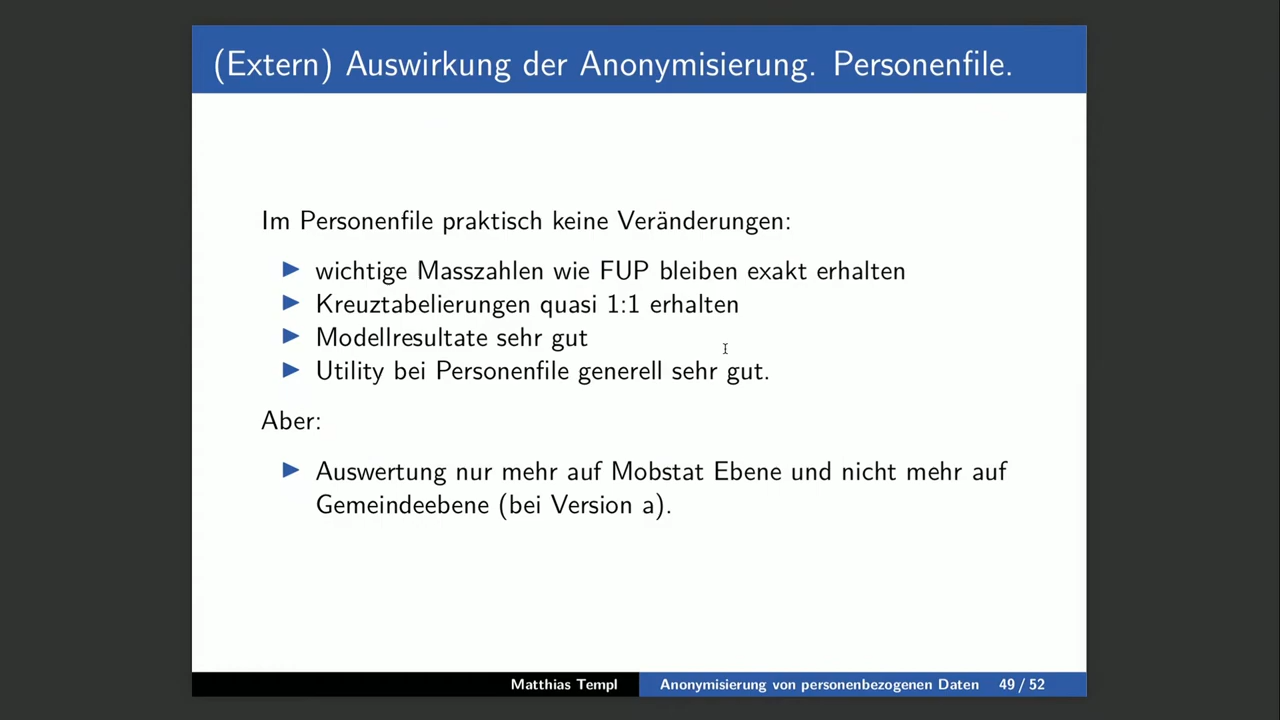 (Extern) Auswirkung der Anonymisierung. Personenfile.
Im Personenfile praktisch keine Veränderungen:
▶ wichtige Masszahlen wie FUP bleiben exakt erhalten
▶ Kreuztabelierungen quasi 1:1 erhalten
▶ Modellresultate sehr gut
▶ Utility bei Personenfile generell sehr gut.
Aber:
▶ Auswertung nur mehr auf Mobstat Ebene und nicht mehr auf
Gemeindeebene (bei Version a).
Matthias Templ Anonymisierung von personenbezogenen Daten 49 / 52